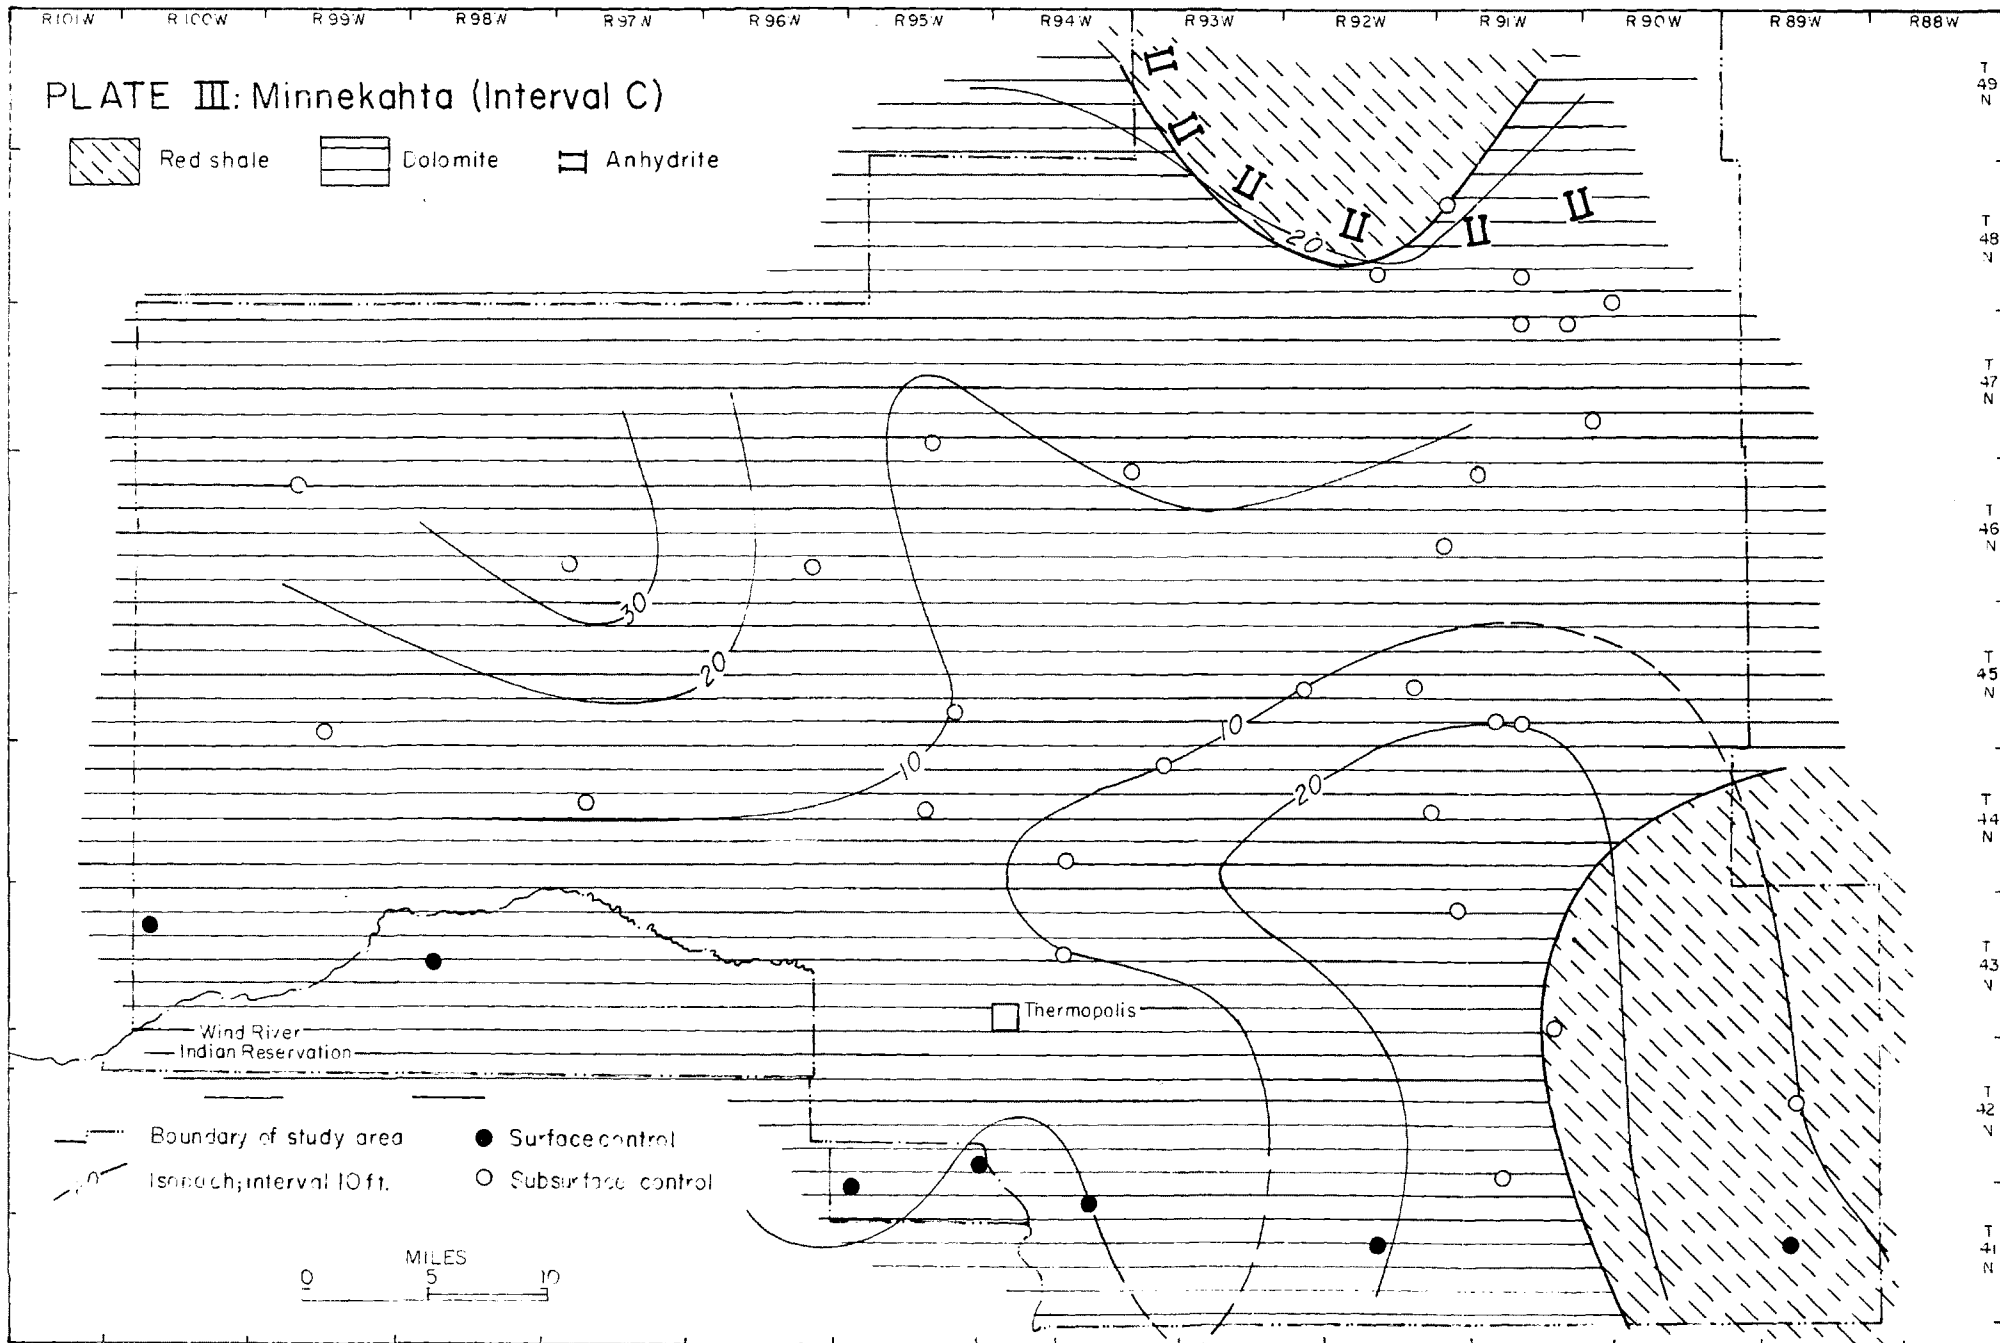 R101W R100W R99W R98W R97W R96W R95W R94W R93W R92W R91W R90W R89W R88W
PLATE III: Minnekahta (Interval C)
Red shale Dolomite Anhydrite
T
49
N
20
T
48
N
T
47
N
T
46
N
30
20
T
45
N
10
10
20
T
44
N
T
43
N
Thermopolis
Wind River
Indian Reservation
T
42
N
Boundary of study area Surface control
Isopach; interval 10 ft. Subsurface control
T
41
N
MILES
0 5 10